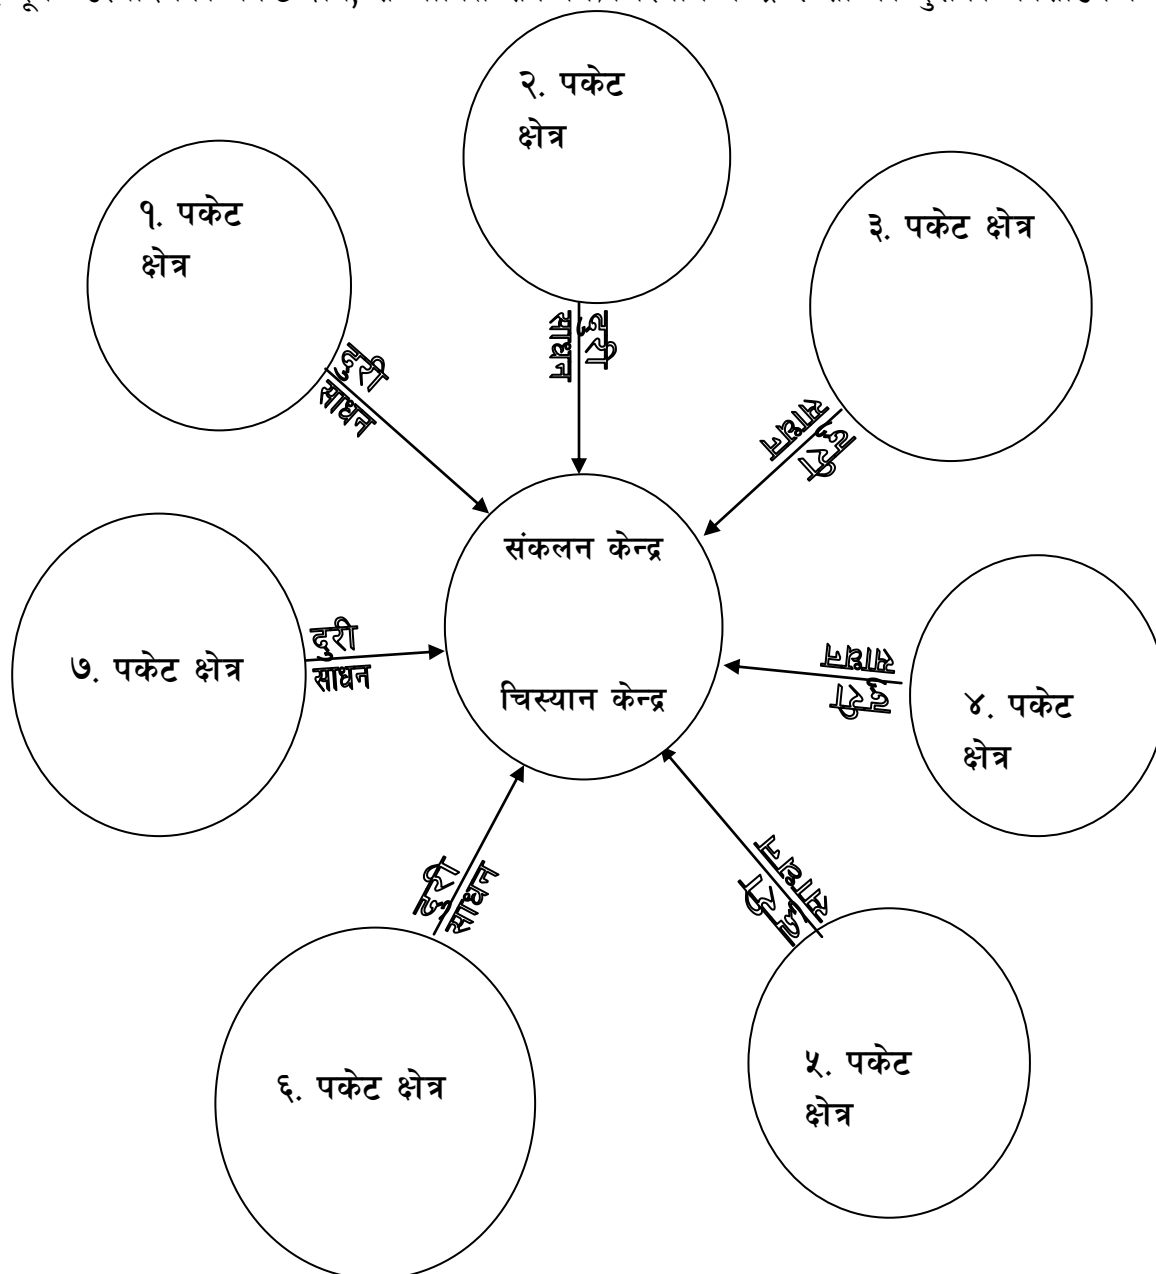 २. पकेट
क्षेत्र
१. पकेट
क्षेत्र
३. पकेट क्षेत्र
दुरी
साधन
दुरी
साधन
साधन
दुरी
संकलन केन्द्र
चिस्यान केन्द्र
दुरी
साधन
७. पकेट क्षेत्र
साधन
दुरी
४. पकेट
क्षेत्र
दुरी
साधन
साधन
दुरी
६. पकेट क्षेत्र
५. पकेट
क्षेत्र